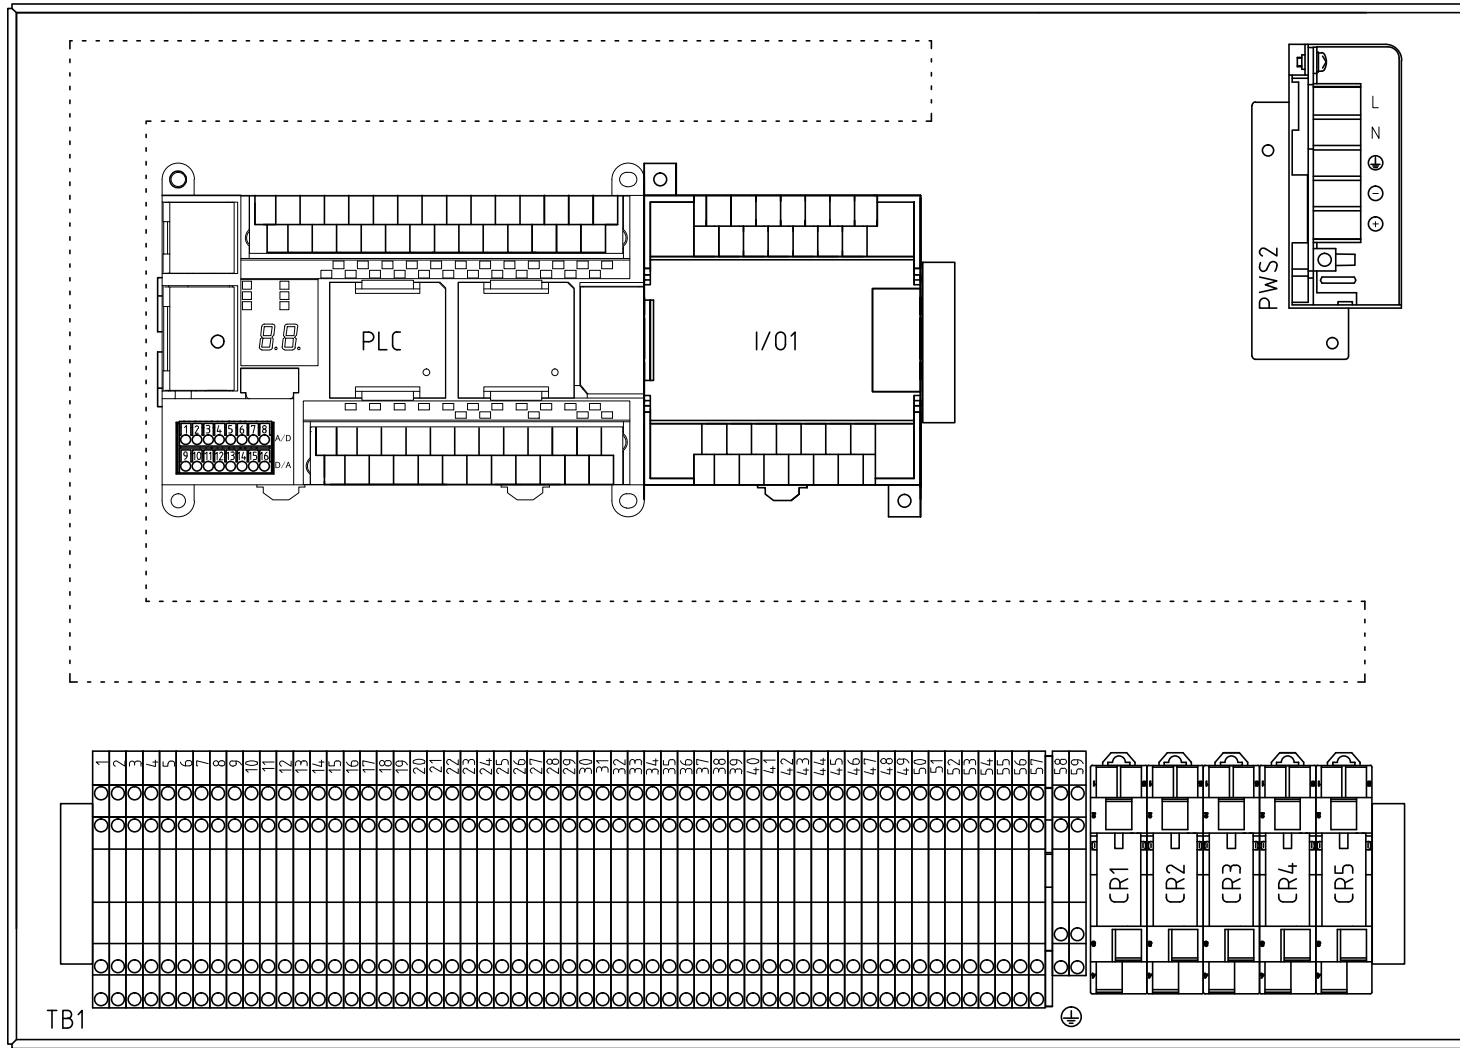 L
N
PWS2
8.8.
PLC
I/O1
1 2 3 4 5 6 7 8 A/D
9 10 11 12 13 14 15 16 D/A
1 2 3 4 5 6 7 8 9 10 11 12 13 14 15 16 17 18 19 20 21 22 23 24 25 26 27 28 29 30 31 32 33 34 35 36 37 38 39 40 41 42 43 44 45 46 47 48 49 50 51 52 53 54 55 56 57 58 59
CR1 CR2 CR3 CR4 CR5
TB1